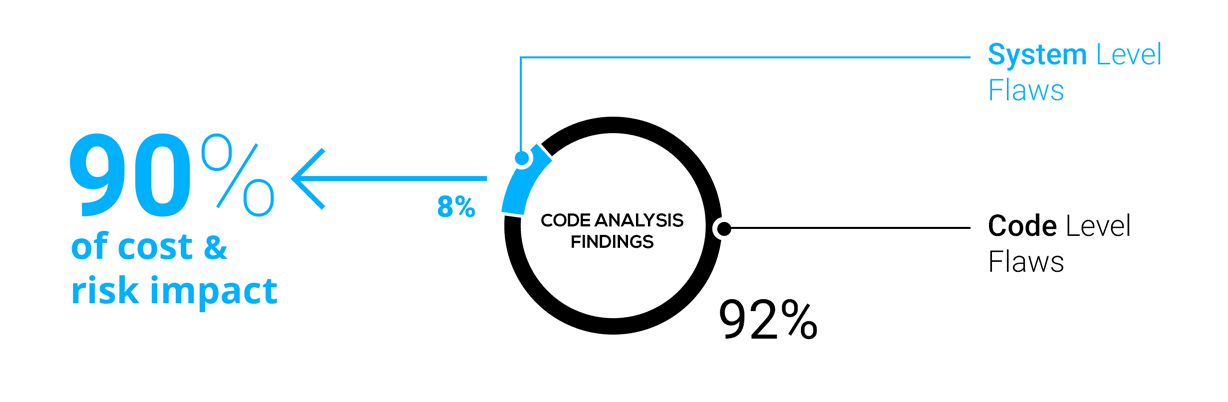 System Level
Flaws
90%
of cost &
risk impact
8%
CODE ANALYSIS
FINDINGS
Code Level
Flaws
92%